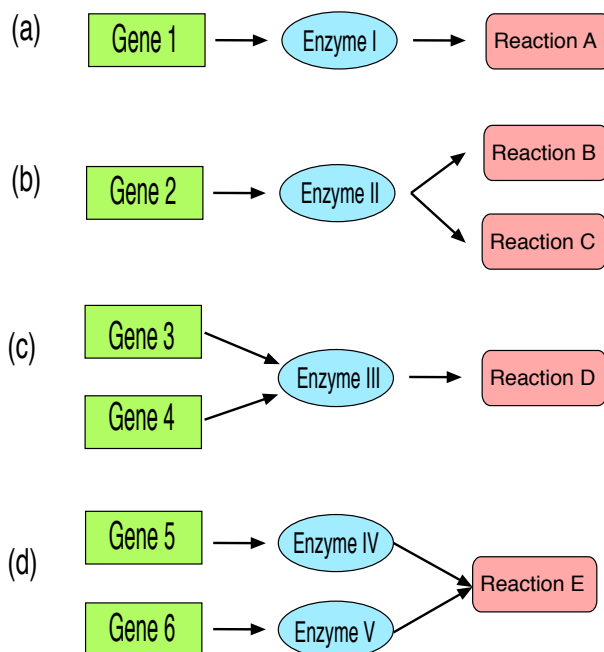 (a) Gene 1 Enzyme I Reaction A
Reaction B
(b) Gene 2 Enzyme II
Reaction C
Gene 3
(c) Enzyme III Reaction D
Gene 4
Gene 5 Enzyme IV
(d) Reaction E
Gene 6 Enzyme V